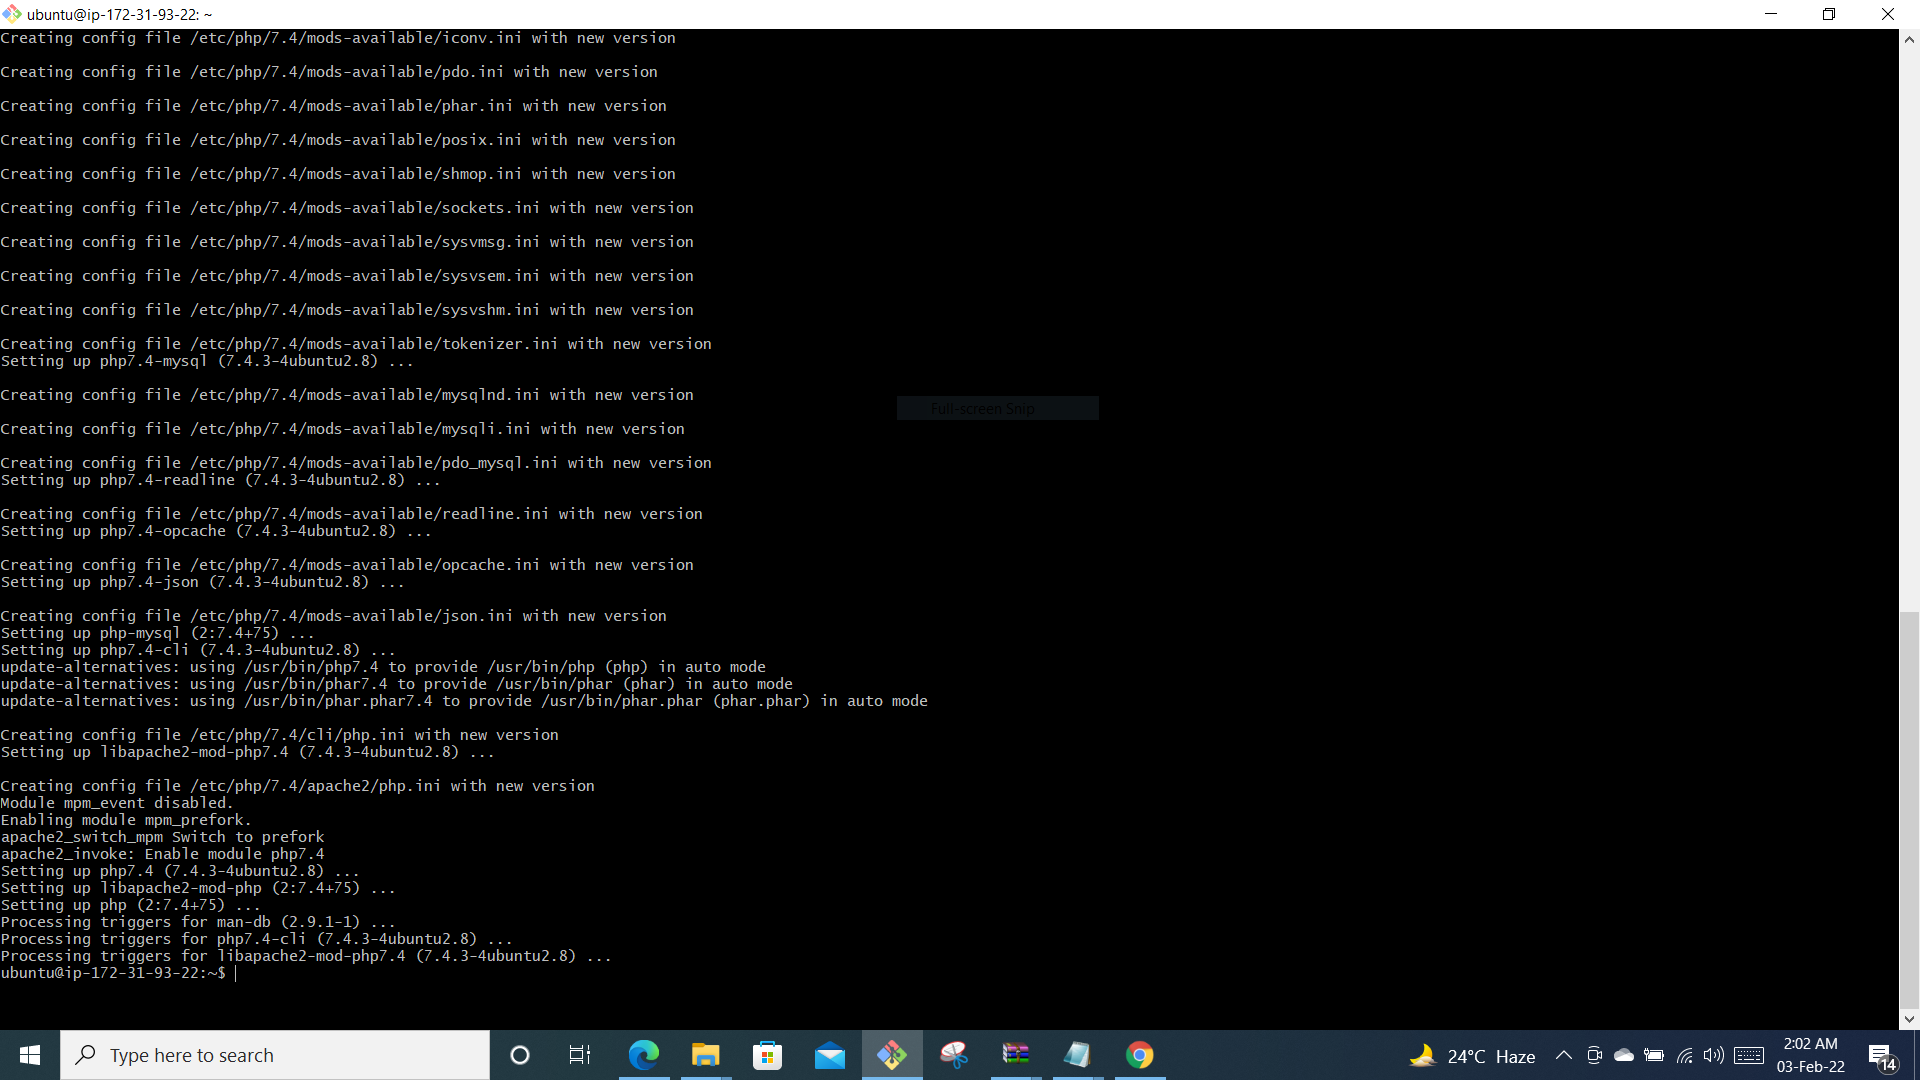 ubuntu@ip-172-31-93-22: ~
Creating config file /etc/php/7.4/mods-available/iconv.ini with new version
Creating config file /etc/php/7.4/mods-available/pdo.ini with new version
Creating config file /etc/php/7.4/mods-available/phar.ini with new version
Creating config file /etc/php/7.4/mods-available/posix.ini with new version
Creating config file /etc/php/7.4/mods-available/shmop.ini with new version
Creating config file /etc/php/7.4/mods-available/sockets.ini with new version
Creating config file /etc/php/7.4/mods-available/sysvmsg.ini with new version
Creating config file /etc/php/7.4/mods-available/sysvsem.ini with new version
Creating config file /etc/php/7.4/mods-available/sysvshm.ini with new version
Creating config file /etc/php/7.4/mods-available/tokenizer.ini with new version
Setting up php7.4-mysql (7.4.3-4ubuntu2.8) ...
Creating config file /etc/php/7.4/mods-available/mysqlnd.ini with new version
Full-screen Snip
Creating config file /etc/php/7.4/mods-available/mysqli.ini with new version
Creating config file /etc/php/7.4/mods-available/pdo_mysql.ini with new version
Setting up php7.4-readline (7.4.3-4ubuntu2.8) ...
Creating config file /etc/php/7.4/mods-available/readline.ini with new version
Setting up php7.4-opcache (7.4.3-4ubuntu2.8) ...
Creating config file /etc/php/7.4/mods-available/opcache.ini with new version
Setting up php7.4-json (7.4.3-4ubuntu2.8) ...
Creating config file /etc/php/7.4/mods-available/json.ini with new version
Setting up php-mysql (2:7.4+75) ...
Setting up php7.4-cli (7.4.3-4ubuntu2.8) ...
update-alternatives: using /usr/bin/php7.4 to provide /usr/bin/php (php) in auto mode
update-alternatives: using /usr/bin/phar7.4 to provide /usr/bin/phar (phar) in auto mode
update-alternatives: using /usr/bin/phar.phar7.4 to provide /usr/bin/phar.phar (phar.phar) in auto mode
Creating config file /etc/php/7.4/cli/php.ini with new version
Setting up libapache2-mod-php7.4 (7.4.3-4ubuntu2.8) ...
Creating config file /etc/php/7.4/apache2/php.ini with new version
Module mpm_event disabled.
Enabling module mpm_prefork.
apache2_switch_mpm Switch to prefork
apache2_invoke: Enable module php7.4
Setting up php7.4 (7.4.3-4ubuntu2.8) ...
Setting up libapache2-mod-php (2:7.4+75) ...
Setting up php (2:7.4+75) ...
Processing triggers for man-db (2.9.1-1) ...
Processing triggers for php7.4-cli (7.4.3-4ubuntu2.8) ...
Processing triggers for libapache2-mod-php7.4 (7.4.3-4ubuntu2.8) ...
ubuntu@ip-172-31-93-22:~$
Type here to search
24°C Haze
2:02 AM
03-Feb-22
14